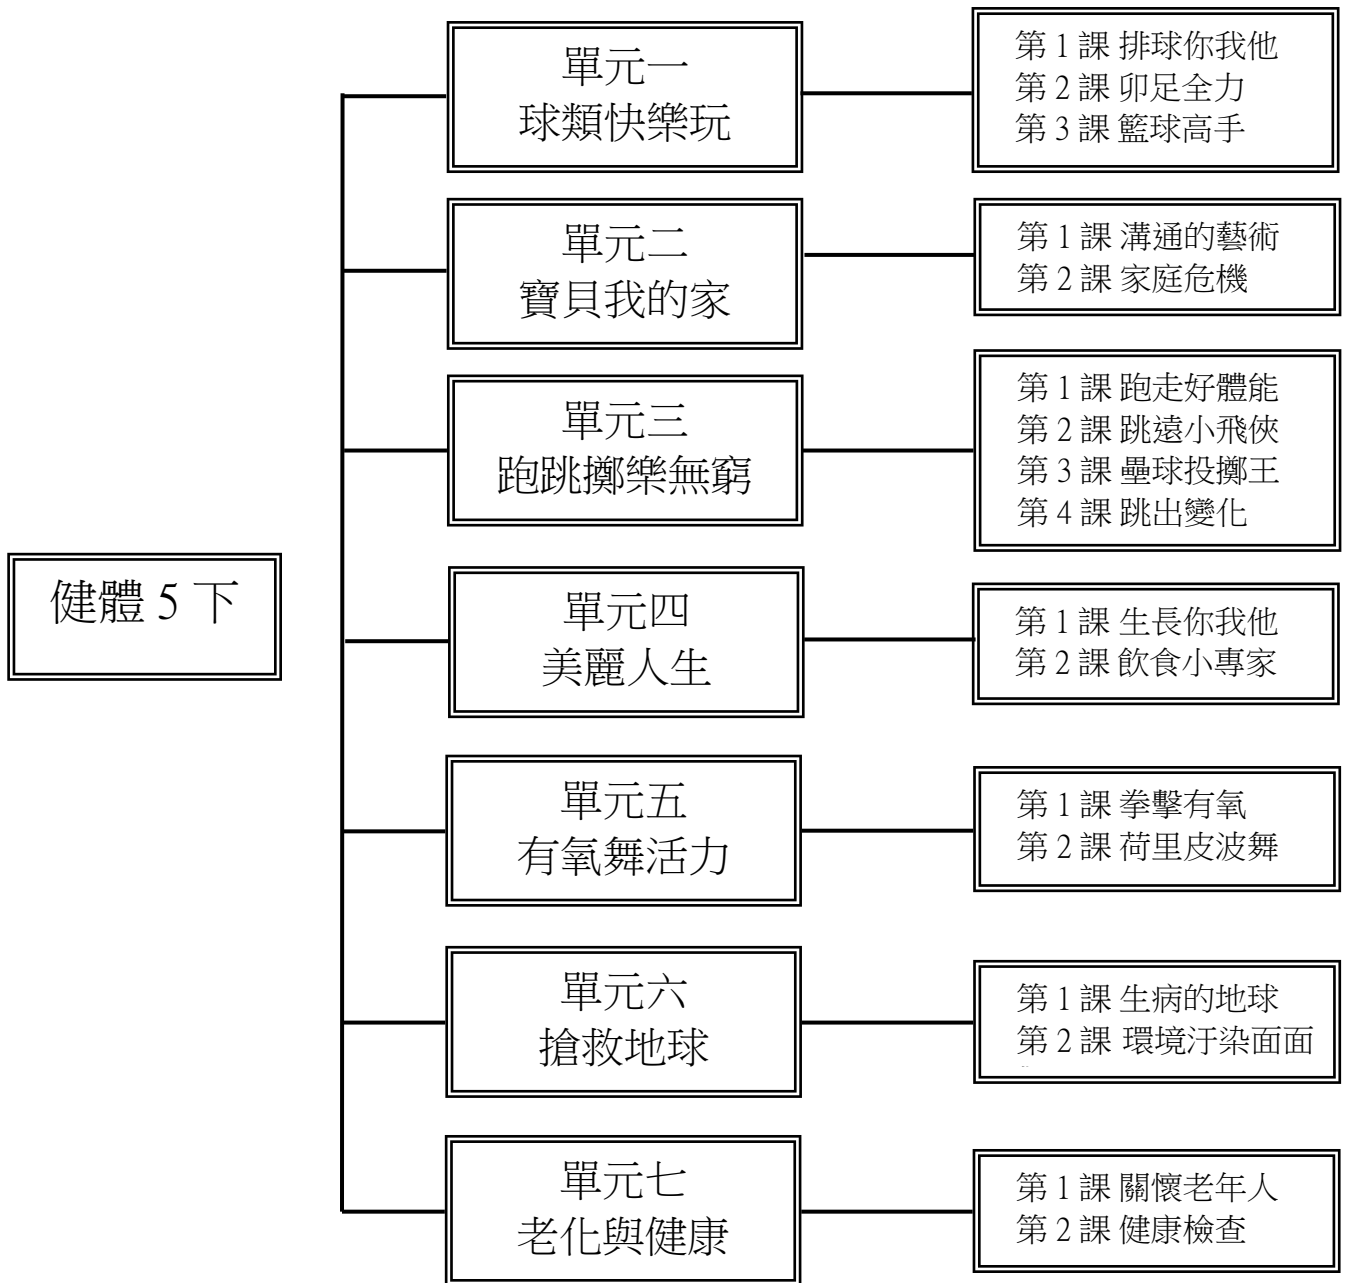 單元一
球類快樂玩
第 1 課 排球你我他
第 2 課 卯足全力
第 3 課 籃球高手
單元二
寶貝我的家
第 1 課 溝通的藝術
第 2 課 家庭危機
單元三
跑跳擲樂無窮
第 1 課 跑走好體能
第 2 課 跳遠小飛俠
第 3 課 壘球投擲王
第 4 課 跳出變化
健體 5 下
單元四
美麗人生
第 1 課 生長你我他
第 2 課 飲食小專家
單元五
有氧舞活力
第 1 課 拳擊有氧
第 2 課 荷里皮波舞
單元六
搶救地球
第 1 課 生病的地球
第 2 課 環境汙染面面
單元七
老化與健康
第 1 課 關懷老年人
第 2 課 健康檢查